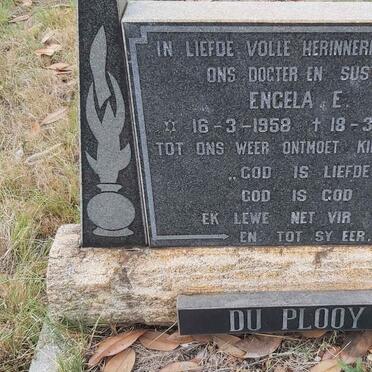 IN LIEFDE VOLLE HERINNERI
ONS DOGTER EN SUS
ENGELA E.
¤ 16-3-1958 † 18-3
TOT ONS WEER ONTMOET KI
„GOD IS LIEFDE
GOD IS GOD
EK LEWE NET VIR
EN TOT SY EER.
DU PLOOY